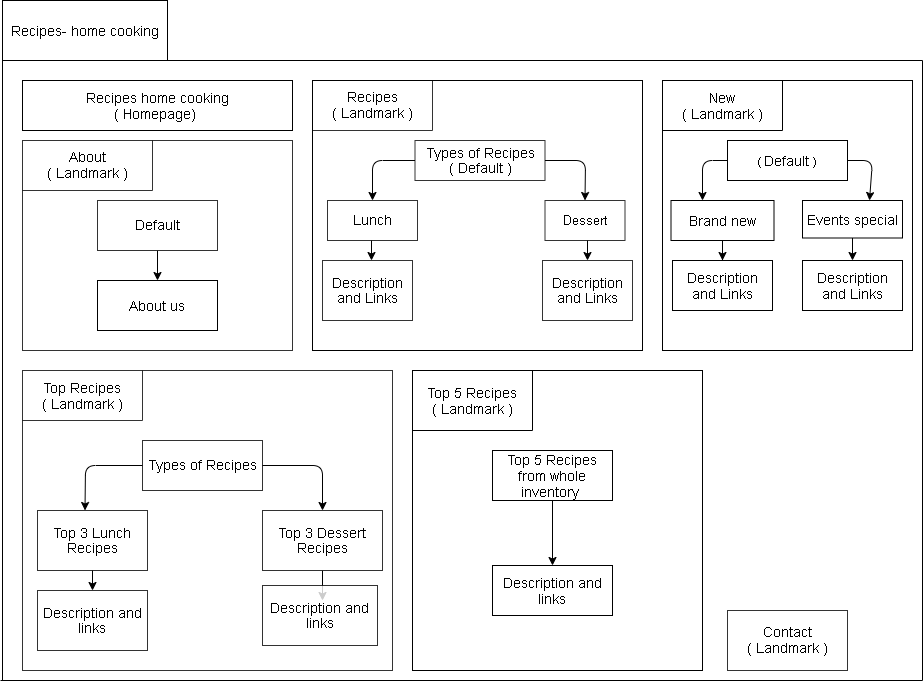 Recipes- home cooking
Recipes home cooking
( Homepage)
About
( Landmark )
Default
About us
Recipes
( Landmark )
Types of Recipes
( Default )
Lunch
Dessert
Description
and Links
Description
and Links
New
( Landmark )
( Default )
Brand new
Events special
Description
and Links
Description
and Links
Top Recipes
( Landmark )
Types of Recipes
Top 3 Lunch
Recipes
Top 3 Dessert
Recipes
Description and
links
Description and
links
Top 5 Recipes
( Landmark )
Top 5 Recipes
from whole
inventory
Description and
links
Contact
( Landmark )